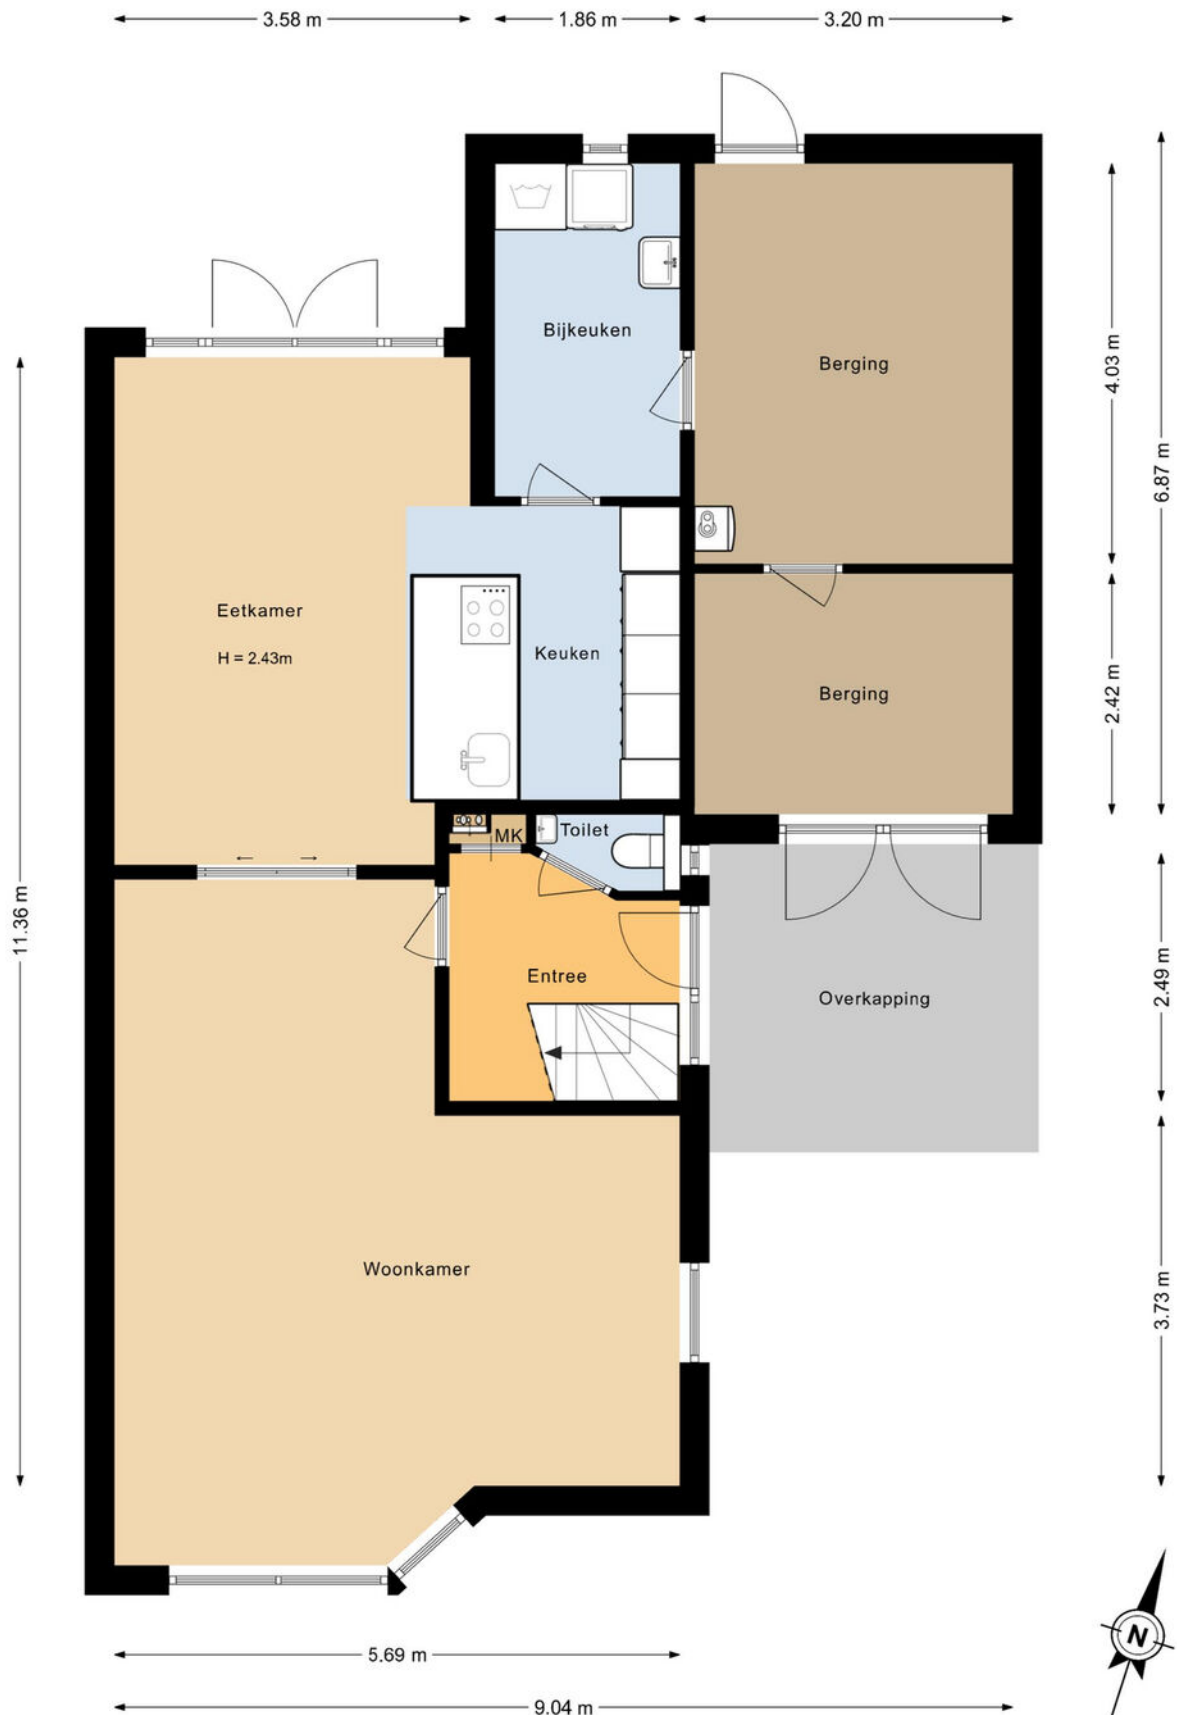 3.58 m
1.86 m
3.20 m
Bijkeuken
Berging
4.03 m
6.87 m
Eetkamer
H = 2.43m
Keuken
Berging
2.42 m
MK
Toilet
11.36 m
Entree
Overkapping
2.49 m
Woonkamer
3.73 m
N
5.69 m
9.04 m